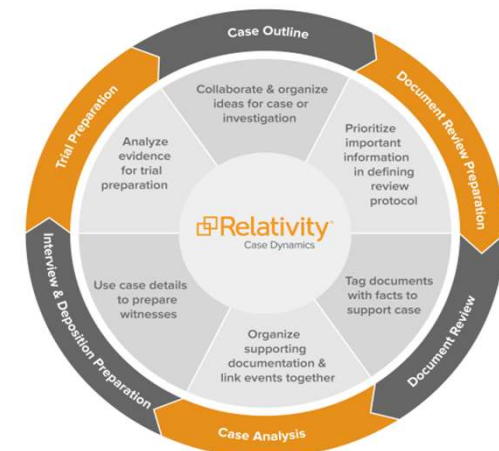 Case Outline
Collaborate & organize
ideas for case or
investigation
Document Review Preparation
Prioritize
important
information
in defining
review
protocol
Document Review
Tag documents
with facts to
support case
Case Analysis
Organize
supporting
documentation &
link events together
Interview & Deposition Preparation
Use case details
to prepare
witnesses
Trial Preparation
Analyze
evidence
for trial
preparation
Relativity
Case Dynamics